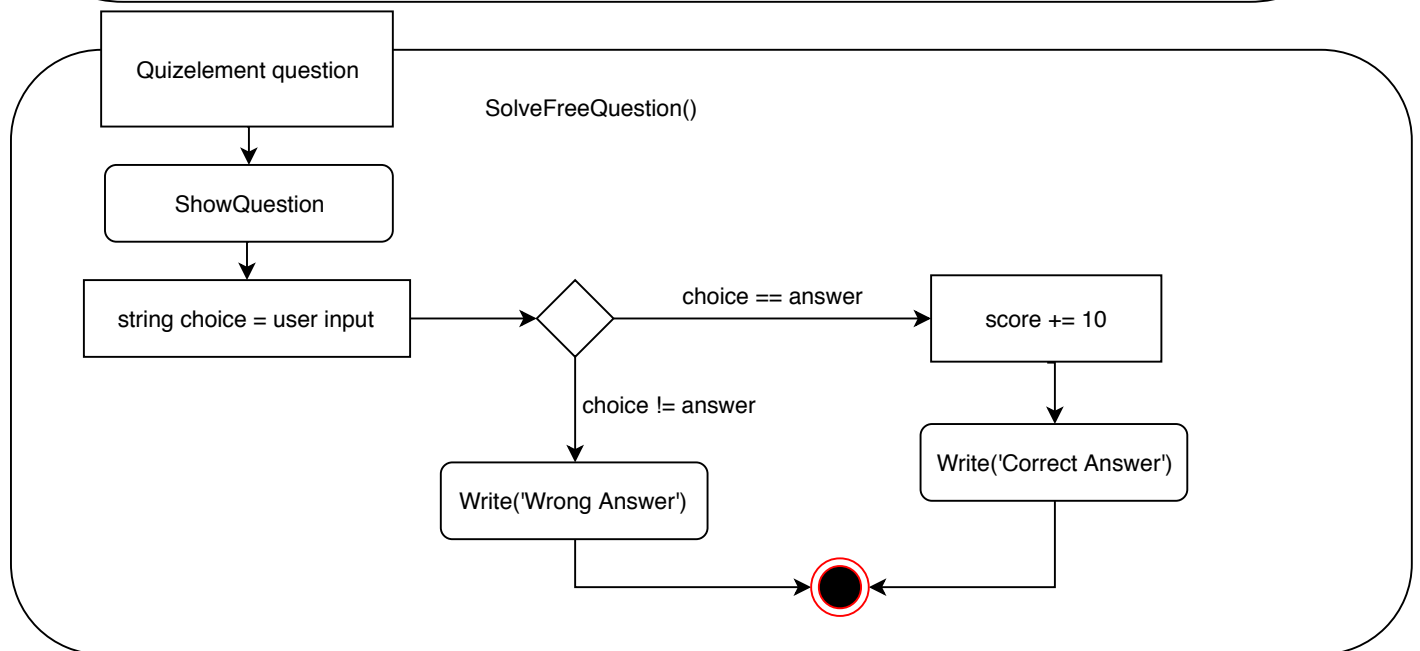 Quizelement question
SolveFreeQuestion()
ShowQuestion
string choice = user input
choice == answer
score += 10
choice != answer
Write('Correct Answer')
Write('Wrong Answer')